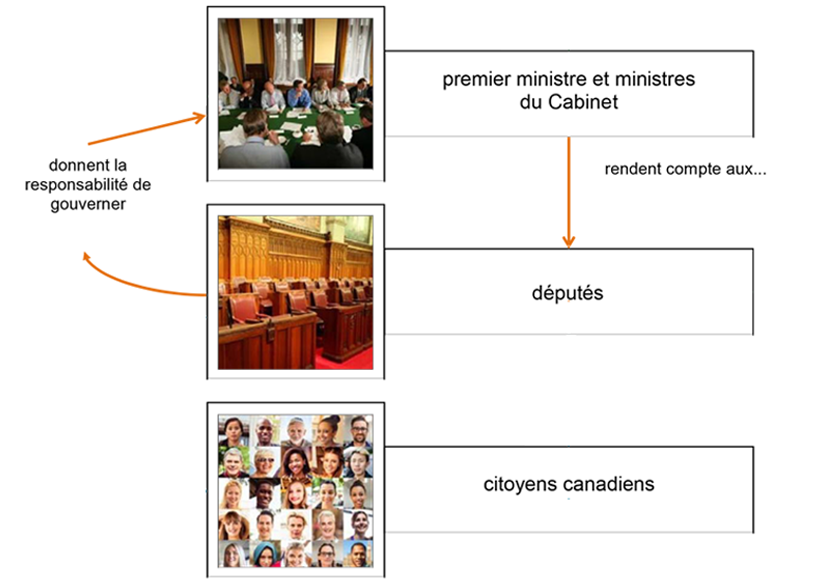 premier ministre et ministres
du Cabinet
donnent la
responsabilité de
gouverner
rendent compte aux...
députés
citoyens canadiens